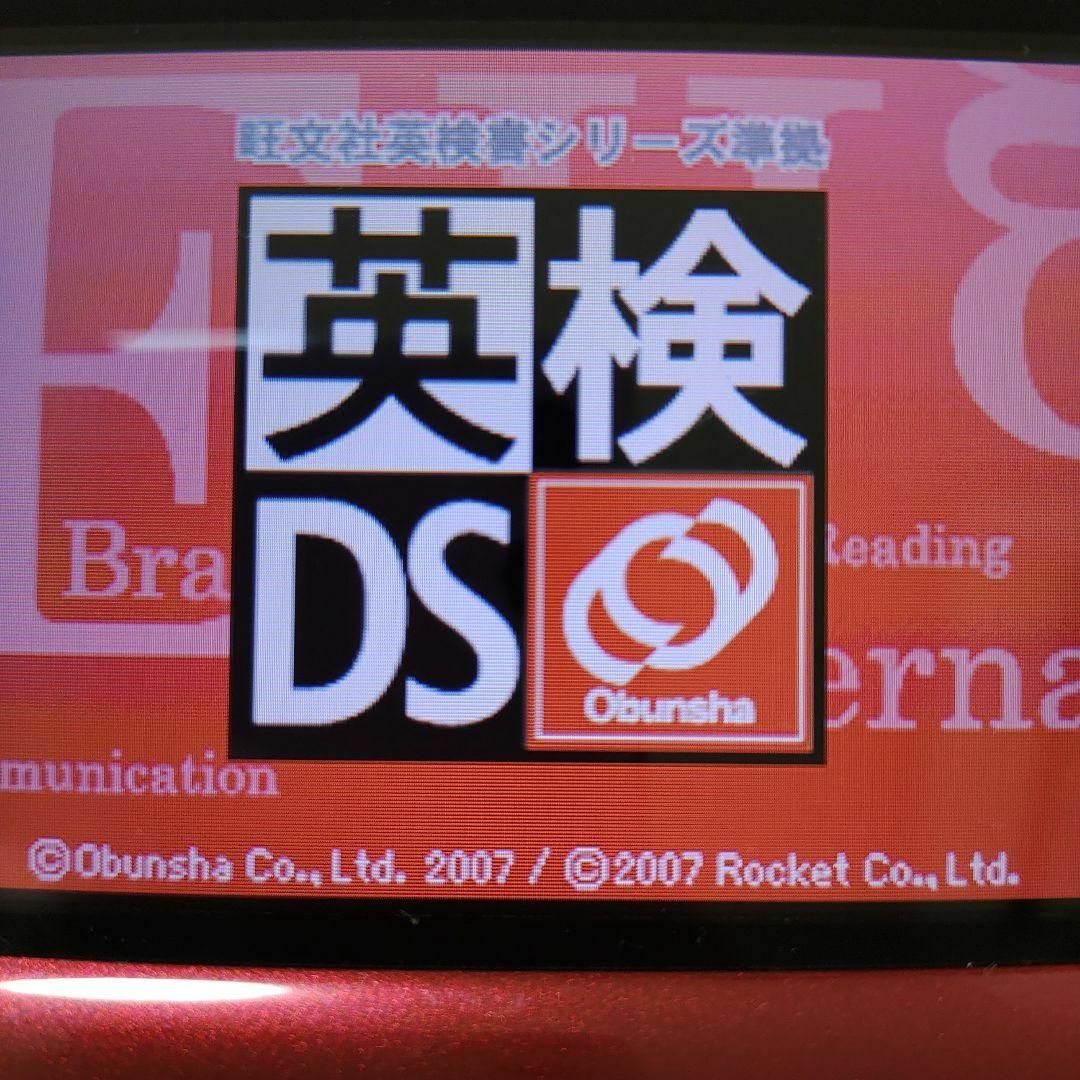 旺文社英検書シリーズ準拠
英検
DS
Obunsha
Bra
Reading
erna
munication
©Obunsha Co., Ltd. 2007 / ©2007 Rocket Co., Ltd.